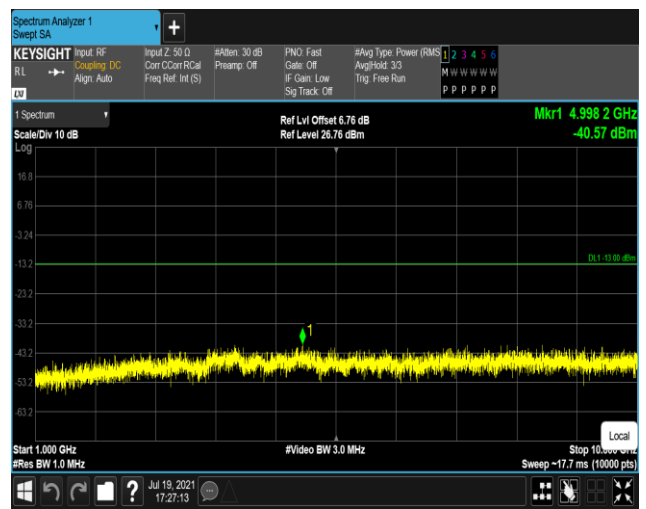 Spectrum Analyzer 1
Swept SA
+
KEYSIGHT
RL
LXI
Input: RF
Coupling: DC
Align: Auto
Input Z: 50 Ω
Corr CCorr RCal
Freq Ref: Int (S)
#Atten: 30 dB
Preamp: Off
PNO: Fast
Gate: Off
IF Gain: Low
Sig Track: Off
#Avg Type: Power (RMS
Avg|Hold: 3/3
Trig: Free Run
1 2 3 4 5 6
M W W W W W
P P P P P P
1 Spectrum
Scale/Div 10 dB
Log
Ref Lvl Offset 6.76 dB
Ref Level 26.76 dBm
Mkr1 4.998 2 GHz
-40.57 dBm
16.8
6.76
-3.24
-13.2
DL1 -13.00 dBm
-23.2
-33.2
1
-43.2
-53.2
-63.2
Local
Start 1.000 GHz
#Res BW 1.0 MHz
#Video BW 3.0 MHz
Stop 10.000 GHz
Sweep ~17.7 ms (10000 pts)
?
Jul 19, 2021
17:27:13